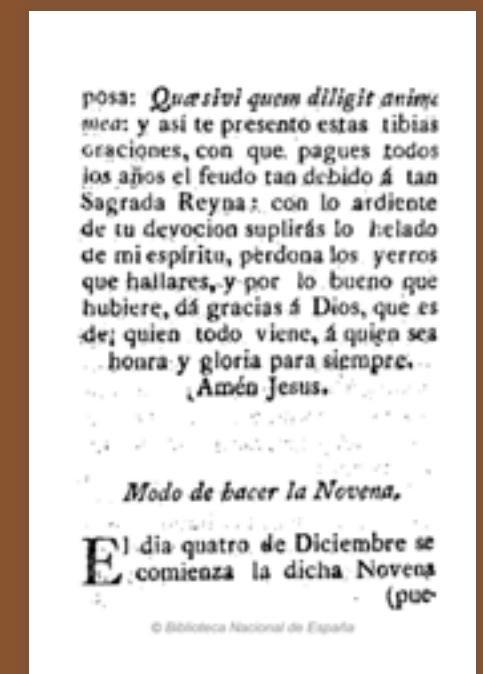 posa: Quæsivi quem diligit anima
mea: y así te presento estas tibias
oraciones, con que pagues todos
los años el feudo tan debido á tan
Sagrada Reyna: con lo ardiente
de tu devocion suplirás lo helado
de mi espíritu, perdona los yerros
que hallares, y por lo bueno que
hubiere, dá gracias á Dios, que es
de quien todo viene, á quien sea
honra y gloria para siempre.
Amén Jesus.
Modo de hacer la Novena.
El dia quatro de Diciembre se
comienza la dicha Novena
(pue-
© Biblioteca Nacional de España